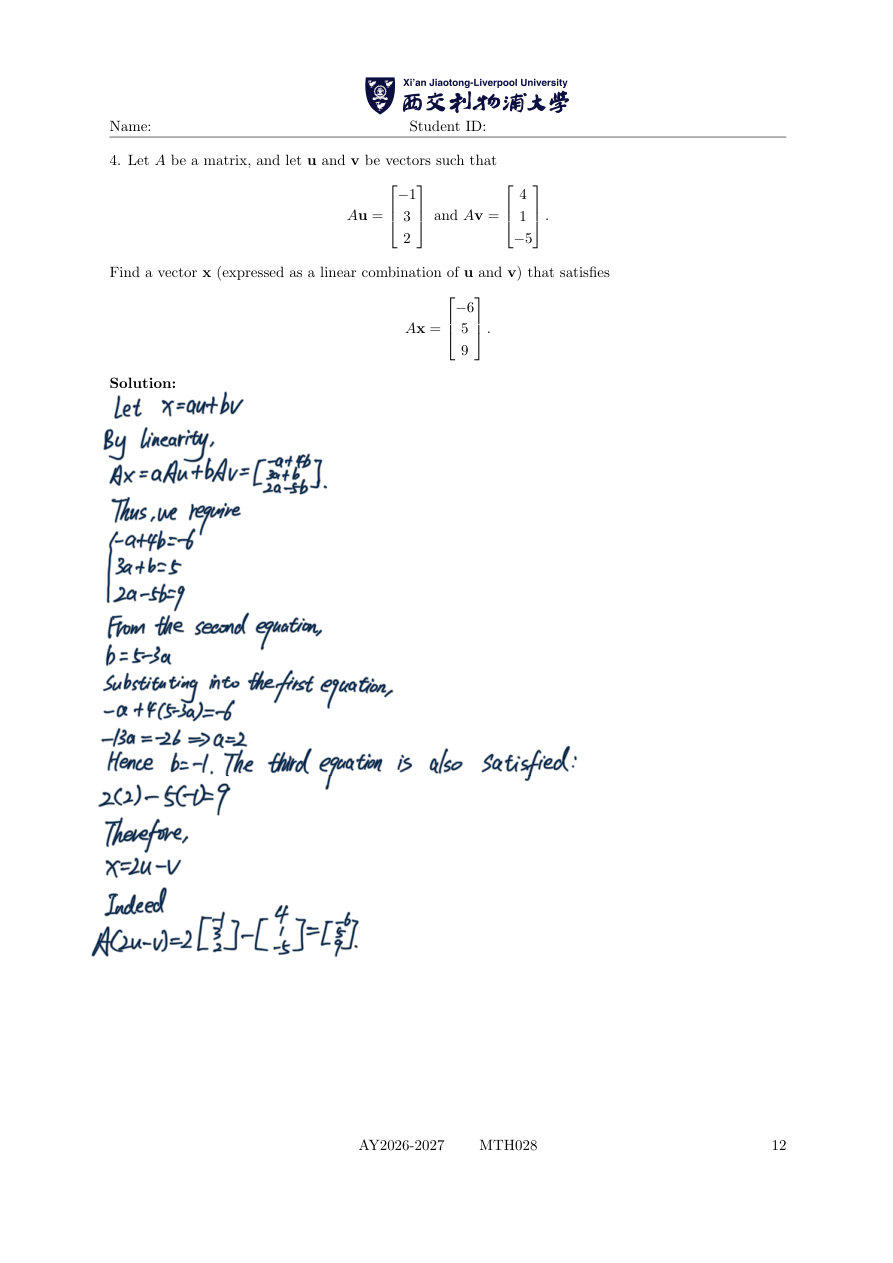 Xi'an Jiaotong-Liverpool University
西交利物浦大學
Name: Student ID:
4. Let A be a matrix, and let u and v be vectors such that
Au = [−1 3 2] and Av = [4 1 −5].
Find a vector x (expressed as a linear combination of u and v) that satisfies
Ax = [−6 5 9].
Solution:
Let x=au+bv
By linearity,
Ax=aAu+bAv=[-a+4b 3a+b 2a-5b].
Thus, we require
{-a+4b=-6
3a+b=5
2a-5b=9
From the second equation,
b=5-3a
Substituting into the first equation,
-a+4(5-3a)=-6
-13a=-26⇒a=2
Hence b=-1. The third equation is also satisfied:
2(2)-5(-1)=9
Therefore,
x=2u-v
Indeed
A(2u-v)=2[-1 3 2]-[4 1 -5]=[-6 5 9].
AY2026-2027 MTH028 12